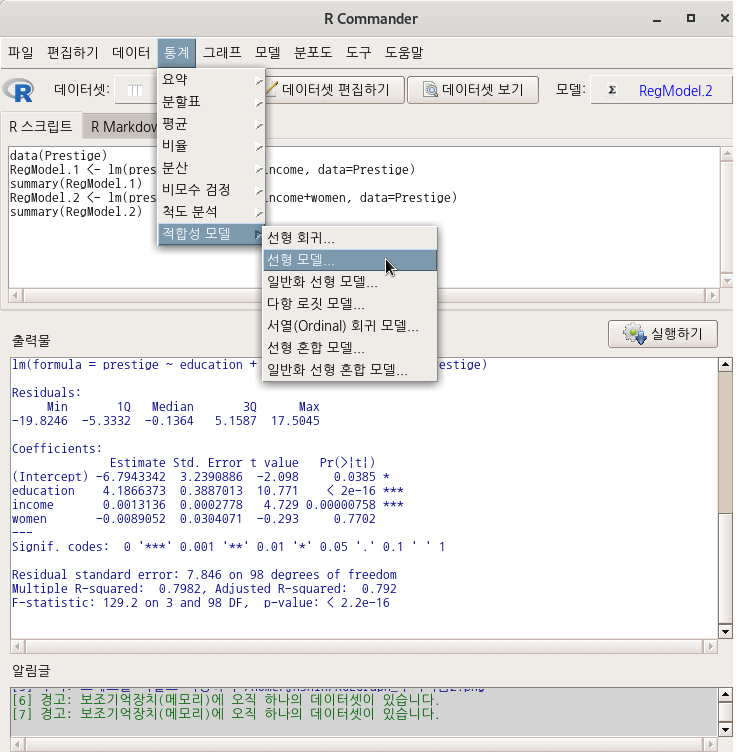 R Commander
파일 편집하기 데이터 통계 그래프 모델 분포도 도구 도움말
데이터셋: 데이터셋 편집하기 데이터셋 보기 모델: Σ RegModel.2
R 스크립트 R Markdow
요약
분할표
평균
비율
분산
비모수 검정
척도 분석
적합성 모델
선형 회귀...
선형 모델...
일반화 선형 모델...
다항 로짓 모델...
서열(Ordinal) 회귀 모델...
선형 혼합 모델...
일반화 선형 혼합 모델...
data(Prestige)
RegModel.1 <- lm(pres income, data=Prestige)
summary(RegModel.1)
RegModel.2 <- lm(pres income+women, data=Prestige)
summary(RegModel.2)
출력물 실행하기
lm(formula = prestige ~ education + restige)
Residuals:
Min 1Q Median 3Q Max
-19.8246 -5.3332 -0.1364 5.1587 17.5045
Coefficients:
Estimate Std. Error t value Pr(>|t|)
(Intercept) -6.7943342 3.2390886 -2.098 0.0385 *
education 4.1866373 0.3887013 10.771 < 2e-16 ***
income 0.0013136 0.0002778 4.729 0.00000758 ***
women -0.0089052 0.0304071 -0.293 0.7702
---
Signif. codes: 0 '***' 0.001 '**' 0.01 '*' 0.05 '.' 0.1 ' ' 1
Residual standard error: 7.846 on 98 degrees of freedom
Multiple R-squared: 0.7982, Adjusted R-squared: 0.792
F-statistic: 129.2 on 3 and 98 DF, p-value: < 2.2e-16
알림글
[6] 경고: 보조기억장치(메모리)에 오직 하나의 데이터셋이 있습니다.
[7] 경고: 보조기억장치(메모리)에 오직 하나의 데이터셋이 있습니다.